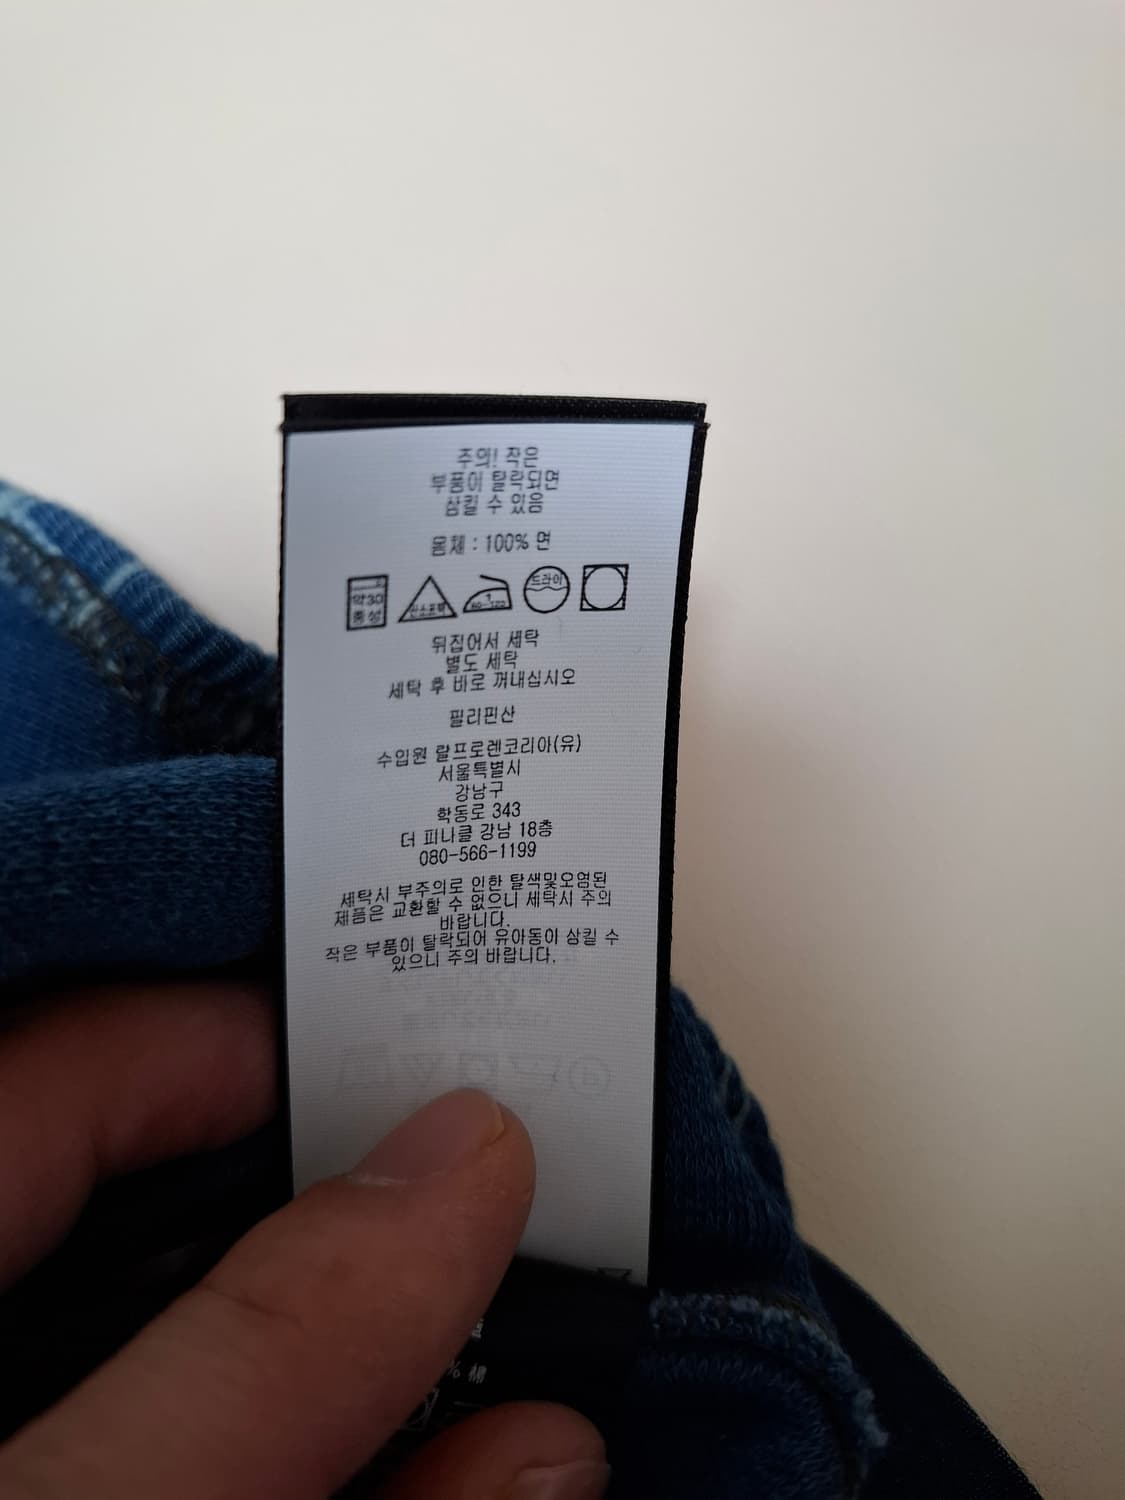 주의! 작은
부품이 탈락되면
삼킬 수 있음
몸체 : 100% 면
약30
중성
산소표백
1
80-120
드라이
뒤집어서 세탁
별도 세탁
세탁 후 바로 꺼내십시오
필리핀산
수입원 랄프로렌코리아(유)
서울특별시
강남구
학동로 343
더 피나클 강남 18층
080-566-1199
세탁시 부주의로 인한 탈색및오염된
제품은 교환할 수 없으니 세탁시 주의
바랍니다.
작은 부품이 탈락되어 유아동이 삼킬 수
있으니 주의 바랍니다.
% 棉